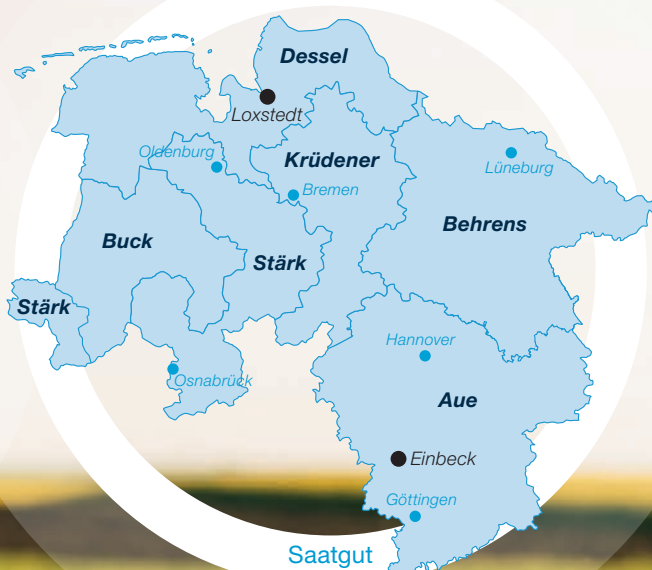 Dessel
Loxstedt
Oldenburg
Krüdener
Lüneburg
Bremen
Behrens
Buck
Stärk
Stärk
Hannover
Osnabrück
Aue
Einbeck
Göttingen
Saatgut